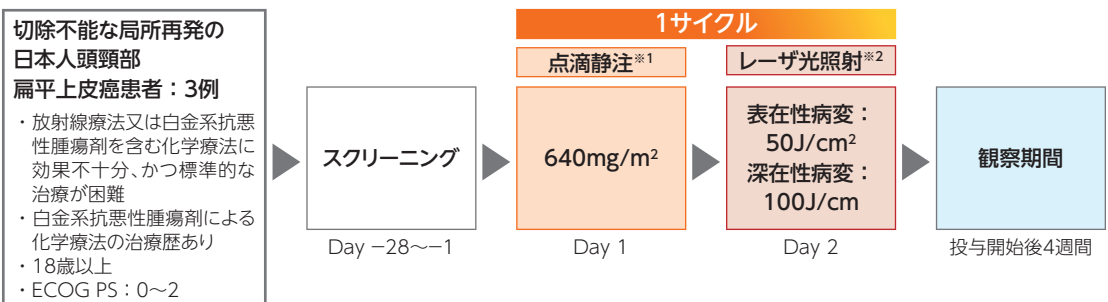 切除不能な局所再発の
日本人頭頸部
扁平上皮癌患者：3例
・放射線療法又は白金系抗悪
性腫瘍剤を含む化学療法に
効果不十分、かつ標準的な
治療が困難
・白金系抗悪性腫瘍剤による
化学療法の治療歴あり
・18歳以上
・ECOG PS：0〜2
スクリーニング
Day −28〜−1
1サイクル
点滴静注※1
640mg/m²
Day 1
レーザ光照射※2
表在性病変：
50J/cm²
深在性病変：
100J/cm
Day 2
観察期間
投与開始後4週間